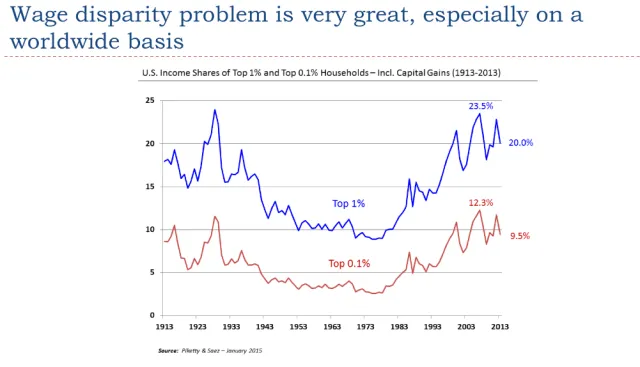 Wage disparity problem is very great, especially on a
worldwide basis
U.S. Income Shares of Top 1% and Top 0.1% Households – Incl. Capital Gains (1913-2013)
25
20
15
10
5
0
23.5%
20.0%
Top 1%
12.3%
9.5%
Top 0.1%
1913 1923 1933 1943 1953 1963 1973 1983 1993 2003 2013
Source: Piketty & Saez – January 2015